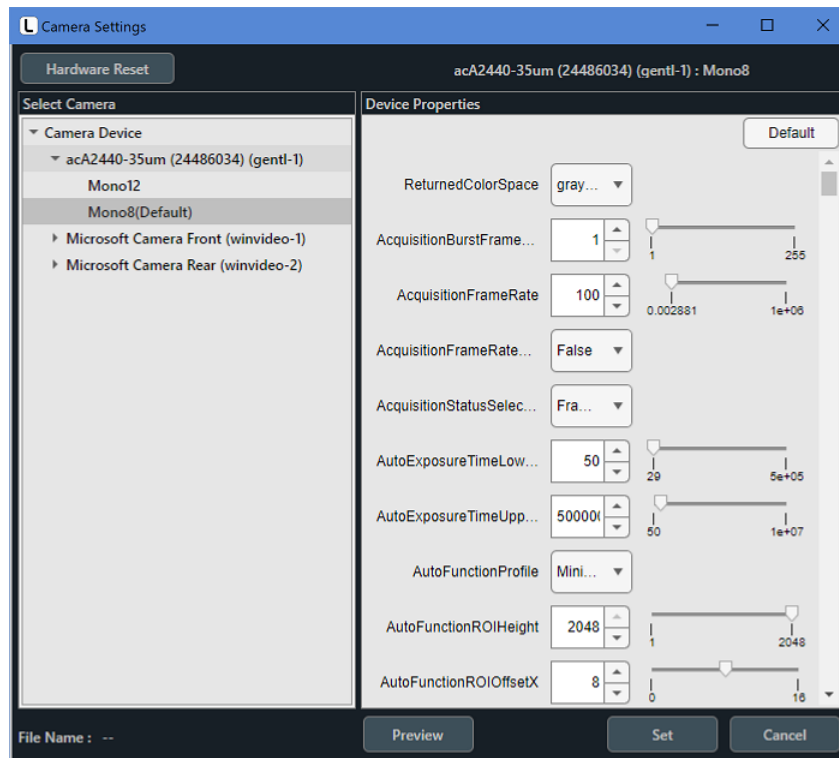 L Camera Settings
Hardware Reset
acA2440-35um (24486034) (gentl-1) : Mono8
Select Camera
Camera Device
acA2440-35um (24486034) (gentl-1)
Mono12
Mono8(Default)
Microsoft Camera Front (winvideo-1)
Microsoft Camera Rear (winvideo-2)
Device Properties
Default
ReturnedColorSpace gray...
AcquisitionBurstFrame... 1 1 255
AcquisitionFrameRate 100 0.002881 1e+06
AcquisitionFrameRate... False
AcquisitionStatusSelec... Fra...
AutoExposureTimeLow... 50 29 5e+05
AutoExposureTimeUpp... 50000 50 1e+07
AutoFunctionProfile Mini...
AutoFunctionROIHeight 2048 1 2048
AutoFunctionROIOffsetX 8 0 16
File Name : --
Preview
Set
Cancel